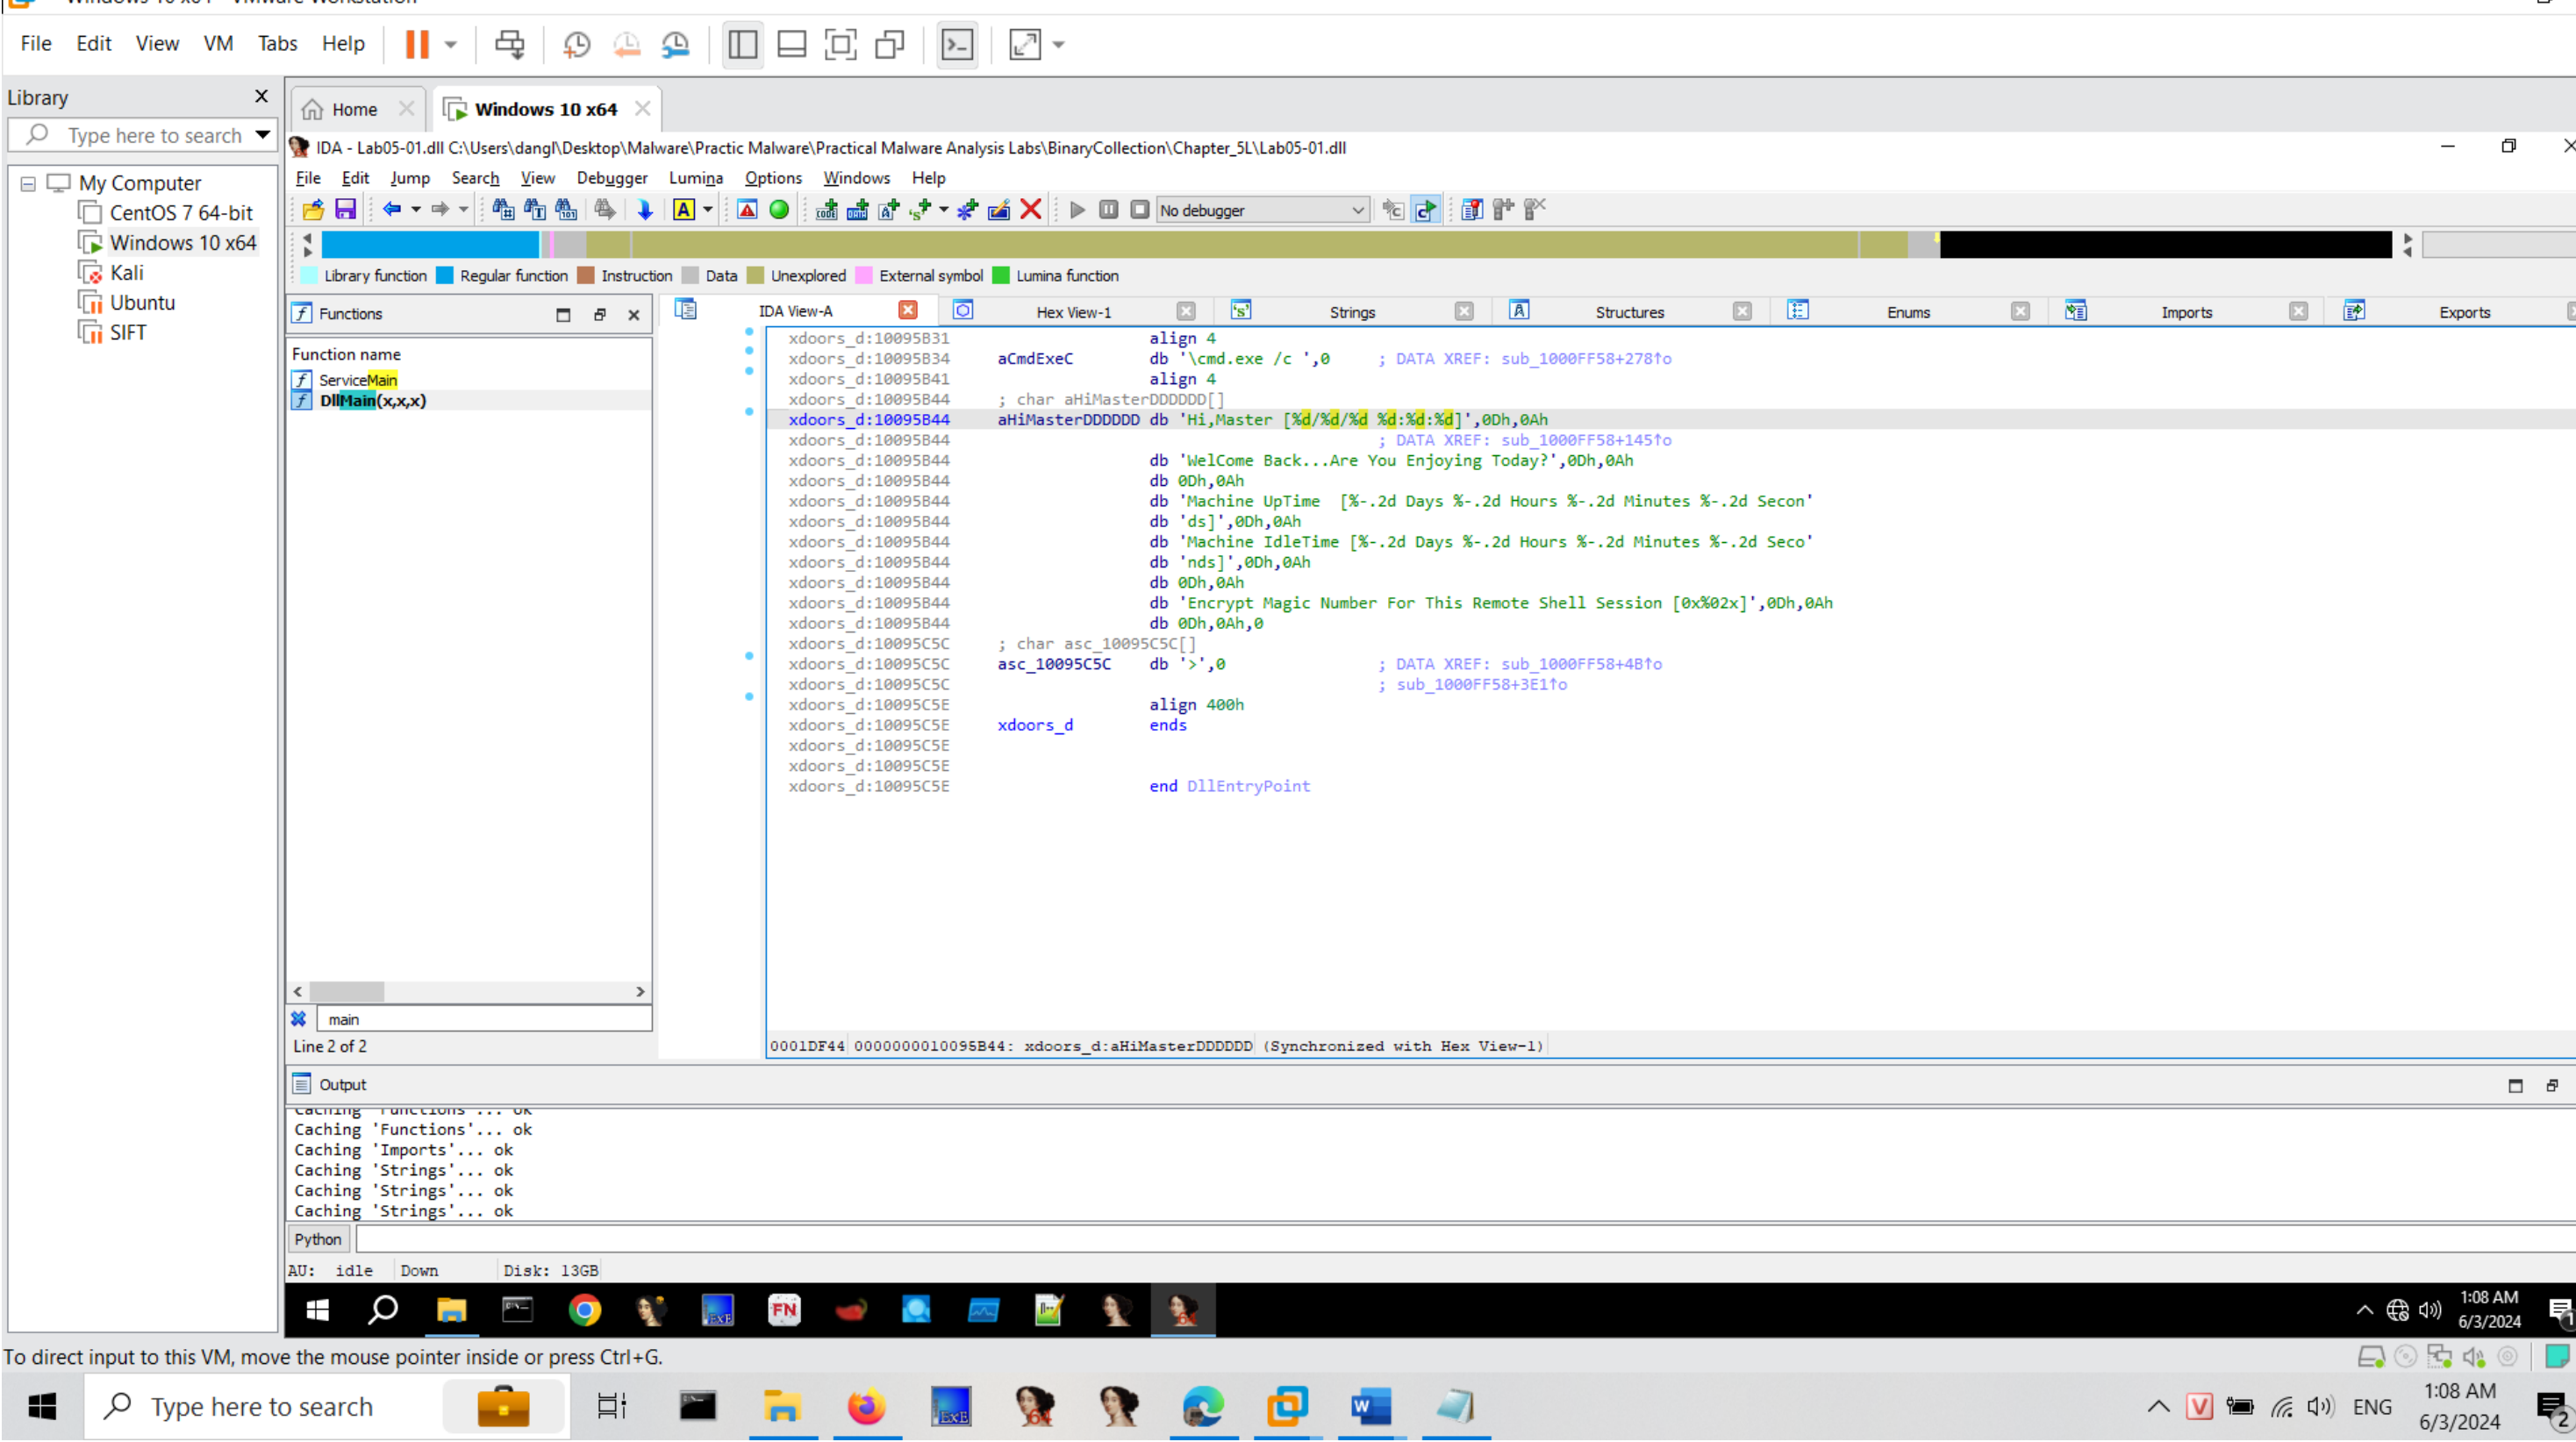 File Edit View VM Tabs Help
Library
Type here to search
My Computer
CentOS 7 64-bit
Windows 10 x64
Kali
Ubuntu
SIFT
Home
Windows 10 x64
IDA - Lab05-01.dll C:\Users\dangl\Desktop\Malware\Practic Malware\Practical Malware Analysis Labs\BinaryCollection\Chapter_5L\Lab05-01.dll
File Edit Jump Search View Debugger Lumina Options Windows Help
No debugger
Library function Regular function Instruction Data Unexplored External symbol Lumina function
Functions
Function name
ServiceMain
DllMain(x,x,x)
main
Line 2 of 2
IDA View-A Hex View-1 Strings Structures Enums Imports Exports
xdoors_d:10095B31 align 4
xdoors_d:10095B34 aCmdExeC db '\cmd.exe /c ',0 ; DATA XREF: sub_1000FF58+278↑o
xdoors_d:10095B41 align 4
xdoors_d:10095B44 ; char aHiMasterDDDDDD[]
xdoors_d:10095B44 aHiMasterDDDDDD db 'Hi,Master [%d/%d/%d %d:%d:%d]',0Dh,0Ah
xdoors_d:10095B44 ; DATA XREF: sub_1000FF58+145↑o
xdoors_d:10095B44 db 'WelCome Back...Are You Enjoying Today?',0Dh,0Ah
xdoors_d:10095B44 db 0Dh,0Ah
xdoors_d:10095B44 db 'Machine UpTime  [%-.2d Days %-.2d Hours %-.2d Minutes %-.2d Secon'
xdoors_d:10095B44 db 'ds]',0Dh,0Ah
xdoors_d:10095B44 db 'Machine IdleTime [%-.2d Days %-.2d Hours %-.2d Minutes %-.2d Seco'
xdoors_d:10095B44 db 'nds]',0Dh,0Ah
xdoors_d:10095B44 db 0Dh,0Ah
xdoors_d:10095B44 db 'Encrypt Magic Number For This Remote Shell Session [0x%02x]',0Dh,0Ah
xdoors_d:10095B44 db 0Dh,0Ah,0
xdoors_d:10095C5C ; char asc_10095C5C[]
xdoors_d:10095C5C asc_10095C5C db '>',0 ; DATA XREF: sub_1000FF58+4B↑o
xdoors_d:10095C5C ; sub_1000FF58+3E1↑o
xdoors_d:10095C5E align 400h
xdoors_d:10095C5E xdoors_d ends
xdoors_d:10095C5E
xdoors_d:10095C5E
xdoors_d:10095C5E end DllEntryPoint
0001DF44 0000000010095B44: xdoors_d:aHiMasterDDDDDD (Synchronized with Hex View-1)
Output
Caching 'Functions'... ok
Caching 'Functions'... ok
Caching 'Imports'... ok
Caching 'Strings'... ok
Caching 'Strings'... ok
Caching 'Strings'... ok
Python
AU: idle Down Disk: 13GB
1:08 AM
6/3/2024
To direct input to this VM, move the mouse pointer inside or press Ctrl+G.
Type here to search
ENG
1:08 AM
6/3/2024
2